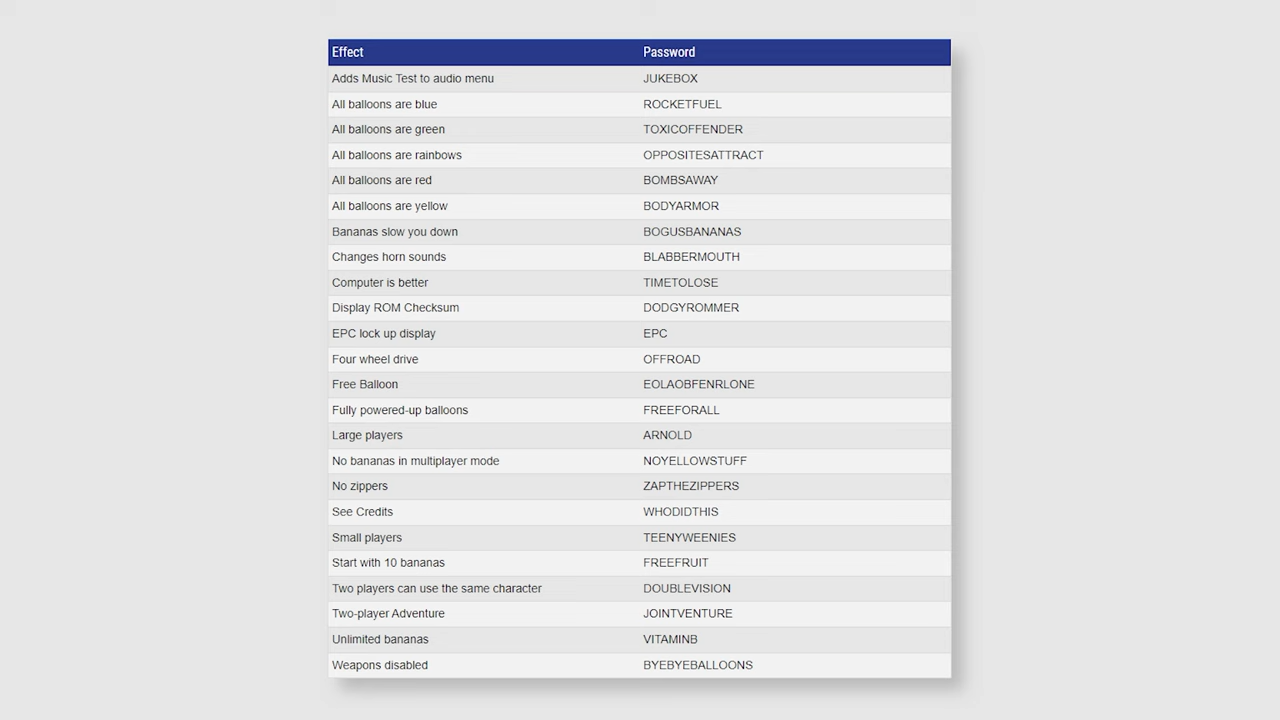 Effect Password
Adds Music Test to audio menu JUKEBOX
All balloons are blue ROCKETFUEL
All balloons are green TOXICOFFENDER
All balloons are rainbows OPPOSITESATTRACT
All balloons are red BOMBSAWAY
All balloons are yellow BODYARMOR
Bananas slow you down BOGUSBANANAS
Changes horn sounds BLABBERMOUTH
Computer is better TIMETOLOSE
Display ROM Checksum DODGYROMMER
EPC lock up display EPC
Four wheel drive OFFROAD
Free Balloon EOLAOBFENRLONE
Fully powered-up balloons FREEFORALL
Large players ARNOLD
No bananas in multiplayer mode NOYELLOWSTUFF
No zippers ZAPTHEZIPPERS
See Credits WHODIDTHIS
Small players TEENYWEENIES
Start with 10 bananas FREEFRUIT
Two players can use the same character DOUBLEVISION
Two-player Adventure JOINTVENTURE
Unlimited bananas VITAMINB
Weapons disabled BYEBYEBALLOONS